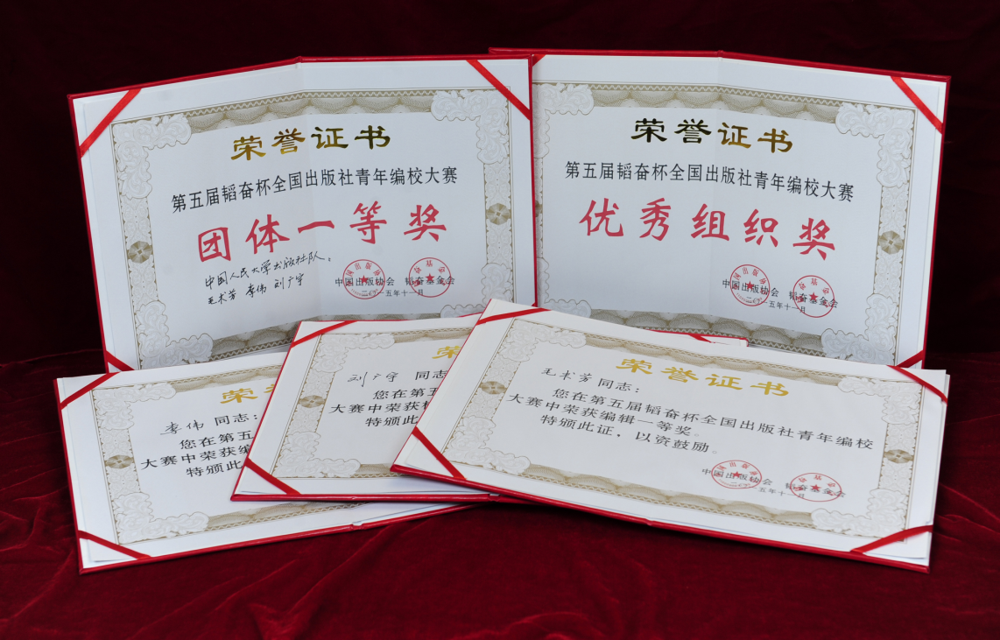 荣誉证书
第五届韬奋杯全国出版社青年编校大赛
团体一等奖
中国人民大学出版社队：
王术芳 李伟 刘广宇
中国出版协会 韬奋基金会
二〇一五年十一月
荣誉证书
第五届韬奋杯全国出版社青年编校大赛
优秀组织奖
中国出版协会 韬奋基金会
二〇一五年十一月
荣
李伟 同志：
您在第五
大赛中荣获编
特颁此
荣
刘广宇 同志
您在第五
大赛中荣获
特颁此
荣誉证书
王术芳 同志：
您在第五届韬奋杯全国出版社青年编校
大赛中荣获编辑一等奖。
特颁此证，以资鼓励。
中国出版协会 韬奋基金会
二〇一五年十一月